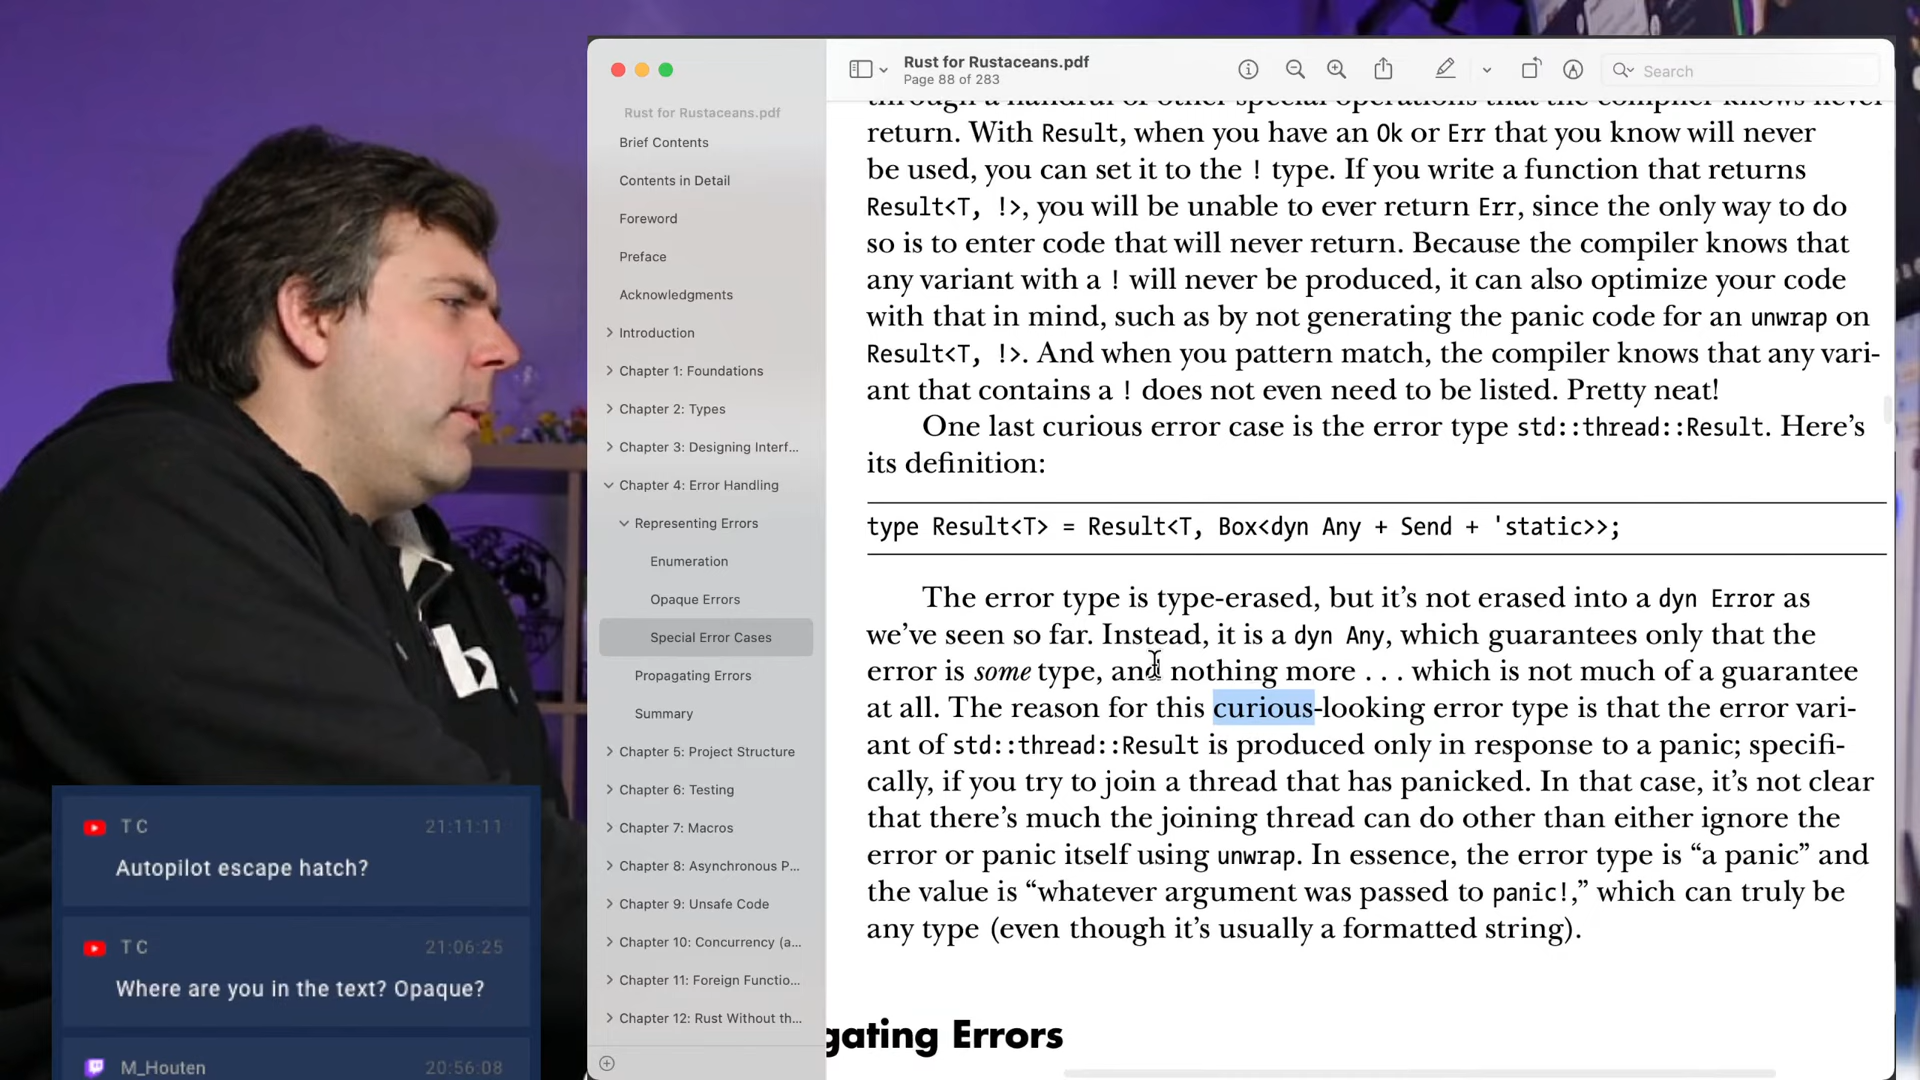 Rust for Rustaceans.pdf
Page 88 of 283
Search
Rust for Rustaceans.pdf
Brief Contents
Contents in Detail
Foreword
Preface
Acknowledgments
Introduction
Chapter 1: Foundations
Chapter 2: Types
Chapter 3: Designing Interf...
Chapter 4: Error Handling
Representing Errors
Enumeration
Opaque Errors
Special Error Cases
Propagating Errors
Summary
Chapter 5: Project Structure
Chapter 6: Testing
Chapter 7: Macros
Chapter 8: Asynchronous P...
Chapter 9: Unsafe Code
Chapter 10: Concurrency (a...
Chapter 11: Foreign Functio...
Chapter 12: Rust Without th...
through a handful of other special operations that the compiler knows never
return. With Result, when you have an Ok or Err that you know will never
be used, you can set it to the ! type. If you write a function that returns
Result<T, !>, you will be unable to ever return Err, since the only way to do
so is to enter code that will never return. Because the compiler knows that
any variant with a ! will never be produced, it can also optimize your code
with that in mind, such as by not generating the panic code for an unwrap on
Result<T, !>. And when you pattern match, the compiler knows that any vari-
ant that contains a ! does not even need to be listed. Pretty neat!
One last curious error case is the error type std::thread::Result. Here's
its definition:
type Result<T> = Result<T, Box<dyn Any + Send + 'static>>;
The error type is type-erased, but it's not erased into a dyn Error as
we've seen so far. Instead, it is a dyn Any, which guarantees only that the
error is some type, and nothing more . . . which is not much of a guarantee
at all. The reason for this curious-looking error type is that the error vari-
ant of std::thread::Result is produced only in response to a panic; specifi-
cally, if you try to join a thread that has panicked. In that case, it's not clear
that there's much the joining thread can do other than either ignore the
error or panic itself using unwrap. In essence, the error type is “a panic” and
the value is “whatever argument was passed to panic!,” which can truly be
any type (even though it's usually a formatted string).
gating Errors
T C 21:11:11
Autopilot escape hatch?
T C 21:06:25
Where are you in the text? Opaque?
M_Houten 20:56:08